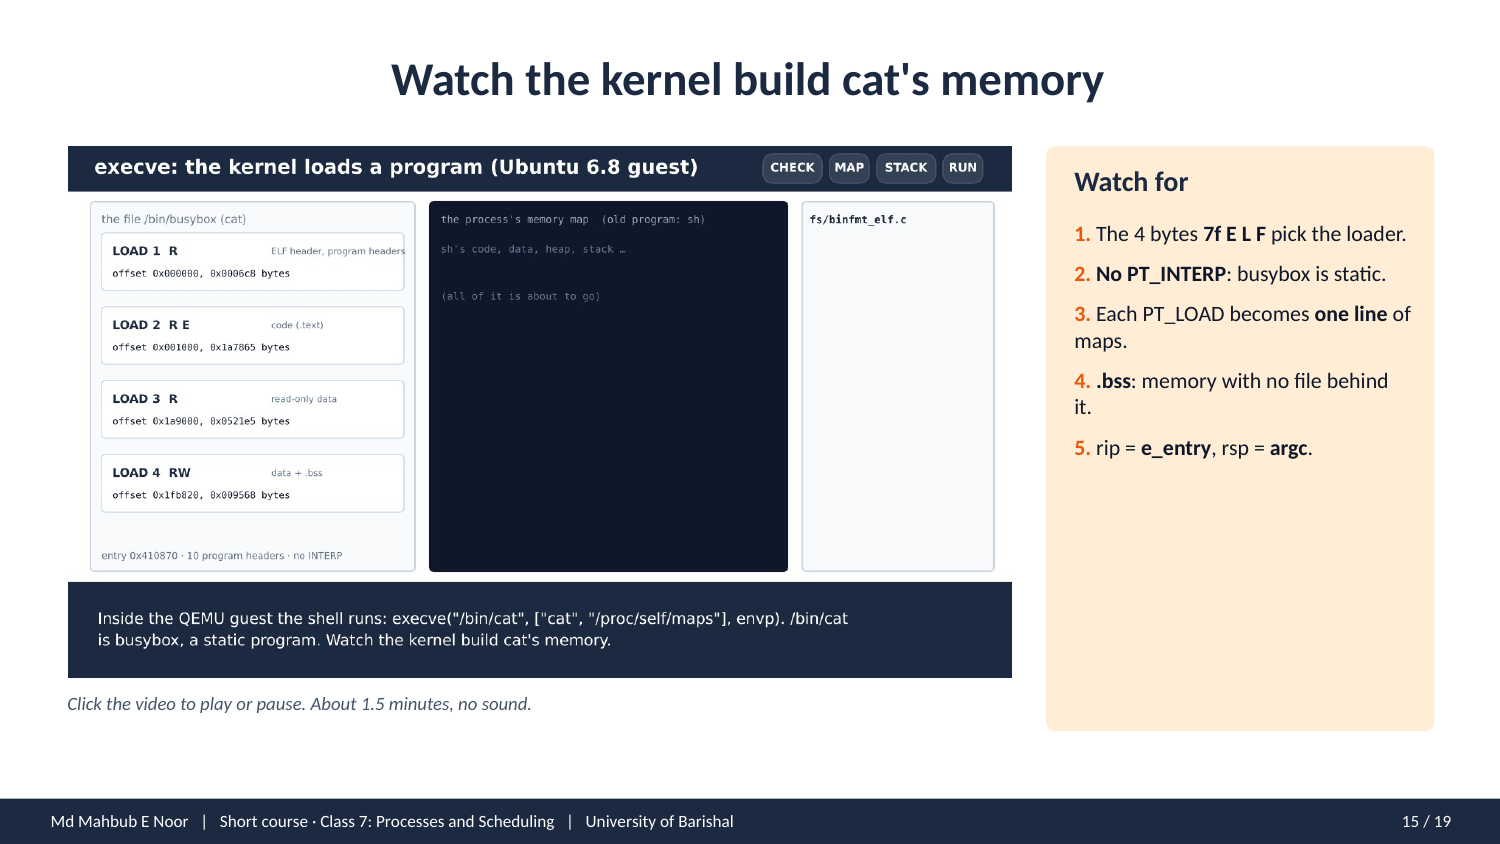 Watch the kernel build cat's memory
execve: the kernel loads a program (Ubuntu 6.8 guest)
CHECK MAP STACK RUN
the file /bin/busybox (cat)
LOAD 1 R ELF header, program headers
offset 0x000000, 0x0006c8 bytes
LOAD 2 R E code (.text)
offset 0x001000, 0x1a7865 bytes
LOAD 3 R read-only data
offset 0x1a9000, 0x0521e5 bytes
LOAD 4 RW data + .bss
offset 0x1fb820, 0x009568 bytes
entry 0x410870 · 10 program headers · no INTERP
the process's memory map (old program: sh)
sh's code, data, heap, stack …
(all of it is about to go)
fs/binfmt_elf.c
Inside the QEMU guest the shell runs: execve("/bin/cat", ["cat", "/proc/self/maps"], envp). /bin/cat
is busybox, a static program. Watch the kernel build cat's memory.
Click the video to play or pause. About 1.5 minutes, no sound.
Watch for
1. The 4 bytes 7f E L F pick the loader.
2. No PT_INTERP: busybox is static.
3. Each PT_LOAD becomes one line of
maps.
4. .bss: memory with no file behind
it.
5. rip = e_entry, rsp = argc.
Md Mahbub E Noor | Short course · Class 7: Processes and Scheduling | University of Barishal
15 / 19